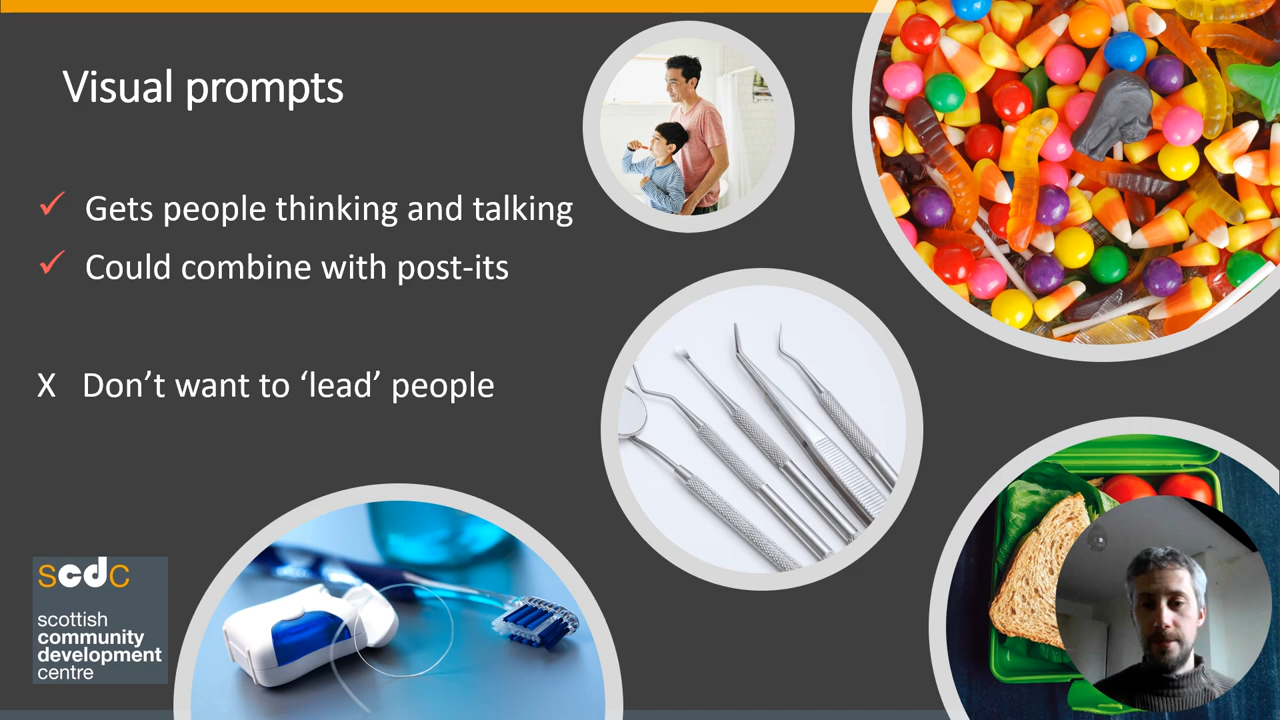 Visual prompts
✓ Gets people thinking and talking
✓ Could combine with post-its
X Don’t want to ‘lead’ people
scdc
scottish
community
development
centre